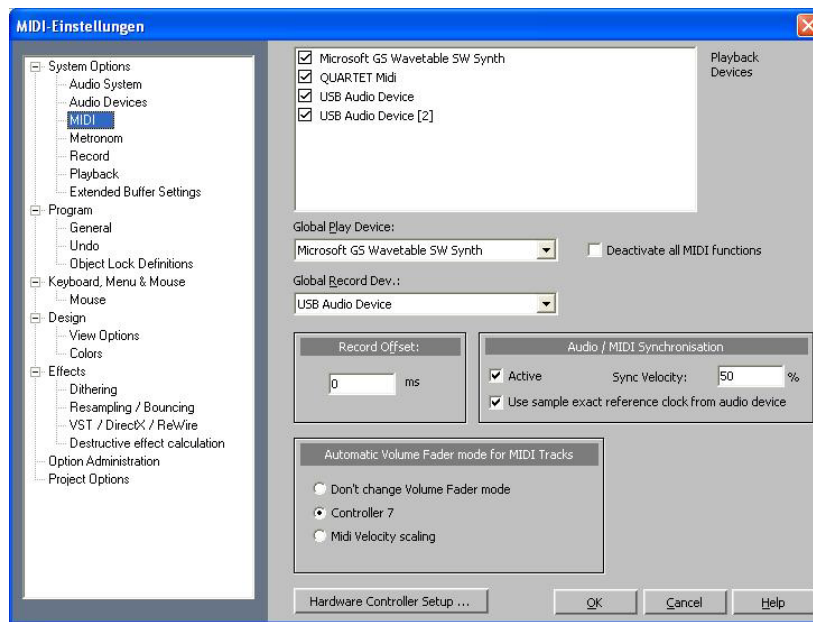 MIDI-Einstellungen
System Options
Audio System
Audio Devices
MIDI
Metronom
Record
Playback
Extended Buffer Settings
Program
General
Undo
Object Lock Definitions
Keyboard, Menu & Mouse
Mouse
Design
View Options
Colors
Effects
Dithering
Resampling / Bouncing
VST / DirectX / ReWire
Destructive effect calculation
Option Administration
Project Options
Microsoft GS Wavetable SW Synth
QUARTET Midi
USB Audio Device
USB Audio Device [2]
Playback
Devices
Global Play Device:
Microsoft GS Wavetable SW Synth
Deactivate all MIDI functions
Global Record Dev.:
USB Audio Device
Record Offset:
0 ms
Audio / MIDI Synchronisation
Active Sync Velocity: 50 %
Use sample exact reference clock from audio device
Automatic Volume Fader mode for MIDI Tracks
Don't change Volume Fader mode
Controller 7
Midi Velocity scaling
Hardware Controller Setup ...
OK
Cancel
Help